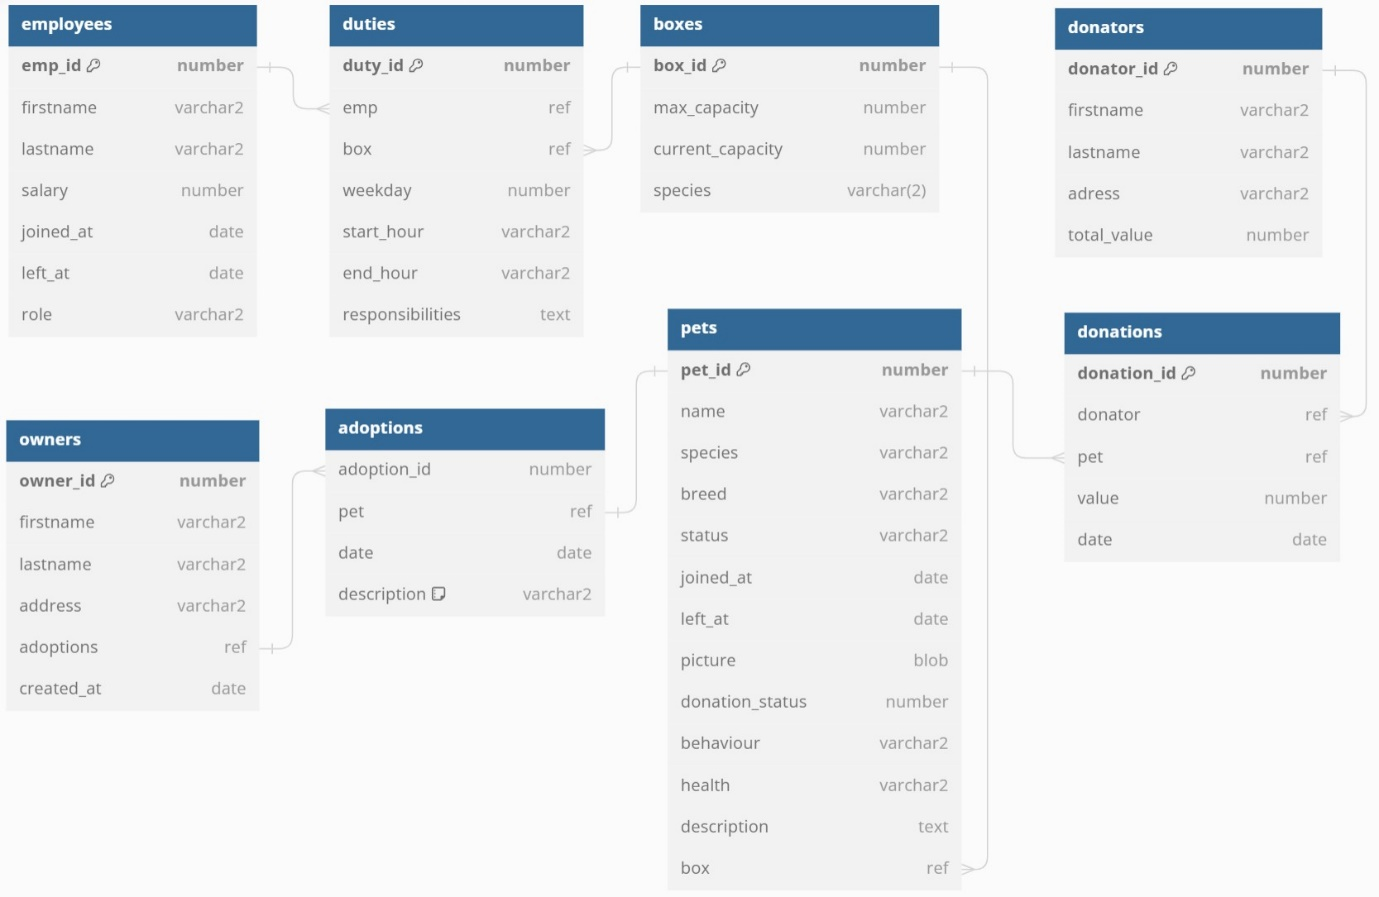 employees
emp_id number
firstname varchar2
lastname varchar2
salary number
joined_at date
left_at date
role varchar2
duties
duty_id number
emp ref
box ref
weekday number
start_hour varchar2
end_hour varchar2
responsibilities text
boxes
box_id number
max_capacity number
current_capacity number
species varchar(2)
donators
donator_id number
firstname varchar2
lastname varchar2
adress varchar2
total_value number
owners
owner_id number
firstname varchar2
lastname varchar2
address varchar2
adoptions ref
created_at date
adoptions
adoption_id number
pet ref
date date
description varchar2
pets
pet_id number
name varchar2
species varchar2
breed varchar2
status varchar2
joined_at date
left_at date
picture blob
donation_status number
behaviour varchar2
health varchar2
description text
box ref
donations
donation_id number
donator ref
pet ref
value number
date date